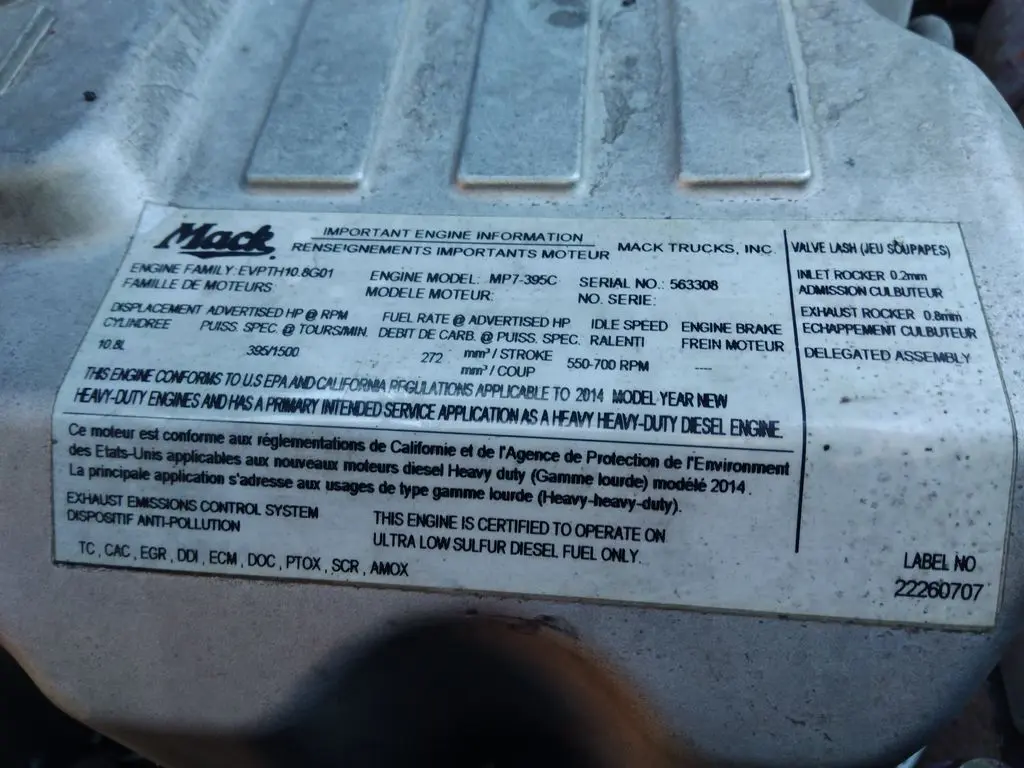 Mack
IMPORTANT ENGINE INFORMATION
RENSEIGNEMENTS IMPORTANTS MOTEUR
MACK TRUCKS, INC.
ENGINE FAMILY: EVPTH10.8G01
FAMILLE DE MOTEURS
ENGINE MODEL: MP7-395C
MODELE MOTEUR:
SERIAL NO.: 563308
NO. SERIE:
DISPLACEMENT
CYLINDREE
10.8L
ADVERTISED HP @ RPM
PUISS SPEC. @ TOURS/MIN.
395/1500
FUEL RATE @ ADVERTISED HP
DEBIT DE CARB. @ PUISS. SPEC.
272 mm³ / STROKE
mm³ / COUP
IDLE SPEED
RALENTI
550-700 RPM
ENGINE BRAKE
FREIN MOTEUR
----
THIS ENGINE CONFORMS TO U.S EPA AND CALIFORNIA REGULATIONS APPLICABLE TO 2014 MODEL YEAR NEW
HEAVY-DUTY ENGINES AND HAS A PRIMARY INTENDED SERVICE APPLICATION AS A HEAVY HEAVY-DUTY DIESEL ENGINE.
Ce moteur est conforme aux réglementations de Californie et de l'Agence de Protection de l'Environment
des Etats-Unis applicables aux nouveaux moteurs diesel Heavy duty (Gamme lourde) modélé 2014.
La principale application s'adresse aux usages de type gamme lourde (Heavy-heavy-duty).
EXHAUST EMISSIONS CONTROL SYSTEM
DISPOSITIF ANTI-POLLUTION
TC, CAC, EGR, DDI, ECM, DOC, PTOX, SCR, AMOX
THIS ENGINE IS CERTIFIED TO OPERATE ON
ULTRA LOW SULFUR DIESEL FUEL ONLY.
VALVE LASH (JEU SOUPAPES)
INLET ROCKER 0.2mm
ADMISSION CULBUTEUR
EXHAUST ROCKER 0.8mm
ECHAPPEMENT CULBUTEUR
DELEGATED ASSEMBLY
LABEL NO
22260707